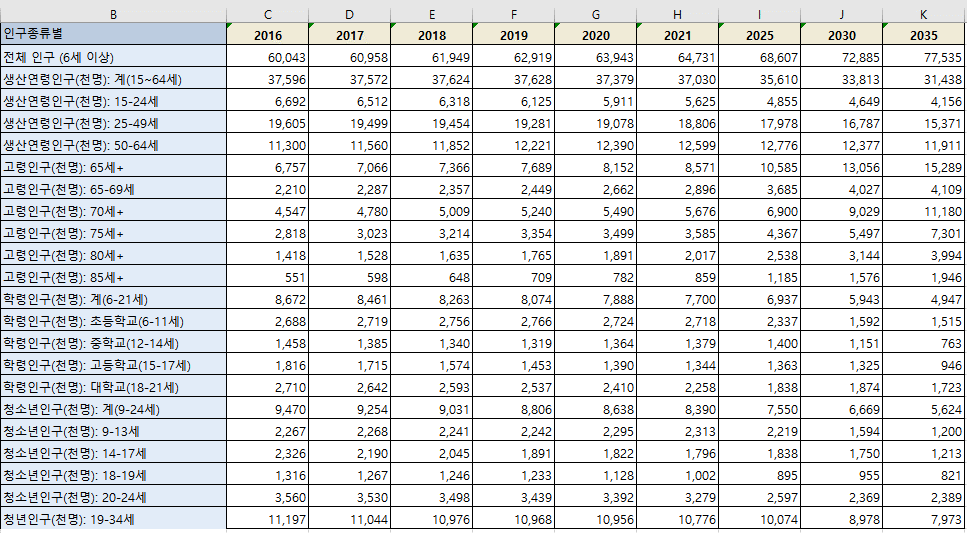 B C D E F G H I J K
인구종류별 2016 2017 2018 2019 2020 2021 2025 2030 2035
전체 인구 (6세 이상) 60,043 60,958 61,949 62,919 63,943 64,731 68,607 72,885 77,535
생산연령인구(천명): 계(15~64세) 37,596 37,572 37,624 37,628 37,379 37,030 35,610 33,813 31,438
생산연령인구(천명): 15-24세 6,692 6,512 6,318 6,125 5,911 5,625 4,855 4,649 4,156
생산연령인구(천명): 25-49세 19,605 19,499 19,454 19,281 19,078 18,806 17,978 16,787 15,371
생산연령인구(천명): 50-64세 11,300 11,560 11,852 12,221 12,390 12,599 12,776 12,377 11,911
고령인구(천명): 65세+ 6,757 7,066 7,366 7,689 8,152 8,571 10,585 13,056 15,289
고령인구(천명): 65-69세 2,210 2,287 2,357 2,449 2,662 2,896 3,685 4,027 4,109
고령인구(천명): 70세+ 4,547 4,780 5,009 5,240 5,490 5,676 6,900 9,029 11,180
고령인구(천명): 75세+ 2,818 3,023 3,214 3,354 3,499 3,585 4,367 5,497 7,301
고령인구(천명): 80세+ 1,418 1,528 1,635 1,765 1,891 2,017 2,538 3,144 3,994
고령인구(천명): 85세+ 551 598 648 709 782 859 1,185 1,576 1,946
학령인구(천명): 계(6-21세) 8,672 8,461 8,263 8,074 7,888 7,700 6,937 5,943 4,947
학령인구(천명): 초등학교(6-11세) 2,688 2,719 2,756 2,766 2,724 2,718 2,337 1,592 1,515
학령인구(천명): 중학교(12-14세) 1,458 1,385 1,340 1,319 1,364 1,379 1,400 1,151 763
학령인구(천명): 고등학교(15-17세) 1,816 1,715 1,574 1,453 1,390 1,344 1,363 1,325 946
학령인구(천명): 대학교(18-21세) 2,710 2,642 2,593 2,537 2,410 2,258 1,838 1,874 1,723
청소년인구(천명): 계(9-24세) 9,470 9,254 9,031 8,806 8,638 8,390 7,550 6,669 5,624
청소년인구(천명): 9-13세 2,267 2,268 2,241 2,242 2,295 2,313 2,219 1,594 1,200
청소년인구(천명): 14-17세 2,326 2,190 2,045 1,891 1,822 1,796 1,838 1,750 1,213
청소년인구(천명): 18-19세 1,316 1,267 1,246 1,233 1,128 1,002 895 955 821
청소년인구(천명): 20-24세 3,560 3,530 3,498 3,439 3,392 3,279 2,597 2,369 2,389
청년인구(천명): 19-34세 11,197 11,044 10,976 10,968 10,956 10,776 10,074 8,978 7,973